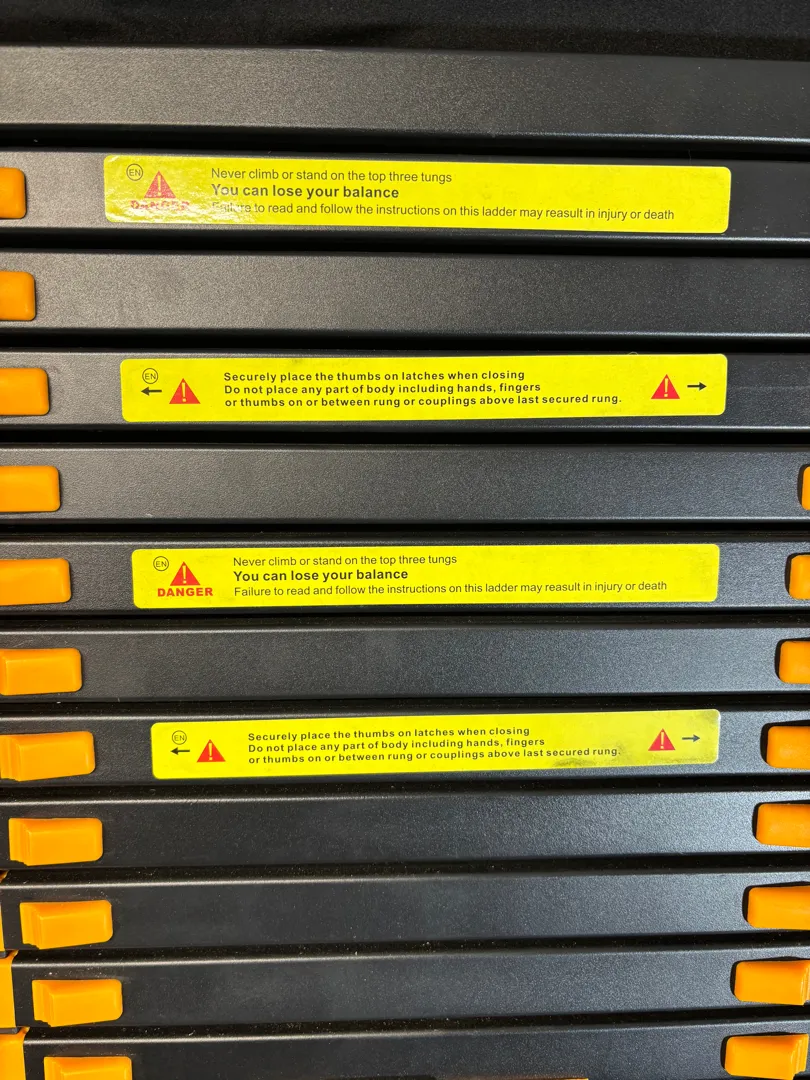 EN
DANGER
Never climb or stand on the top three tungs
You can lose your balance
Failure to read and follow the instructions on this ladder may reasult in injury or death
EN
Securely place the thumbs on latches when closing
Do not place any part of body including hands, fingers
or thumbs on or between rung or couplings above last secured rung.
EN
DANGER
Never climb or stand on the top three tungs
You can lose your balance
Failure to read and follow the instructions on this ladder may reasult in injury or death
EN
Securely place the thumbs on latches when closing
Do not place any part of body including hands, fingers
or thumbs on or between rung or couplings above last secured rung.